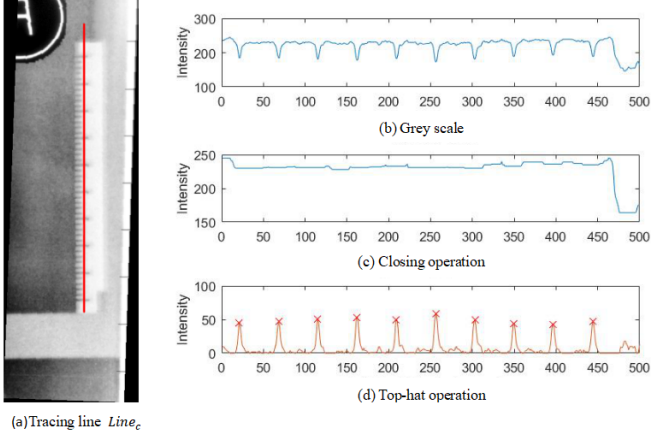 300
200
100
Intensity
0 50 100 150 200 250 300 350 400 450 500
(b) Grey scale
250
200
150
Intensity
0 50 100 150 200 250 300 350 400 450 500
(c) Closing operation
100
50
0
Intensity
0 50 100 150 200 250 300 350 400 450 500
(d) Top-hat operation
(a)Tracing line Line_c